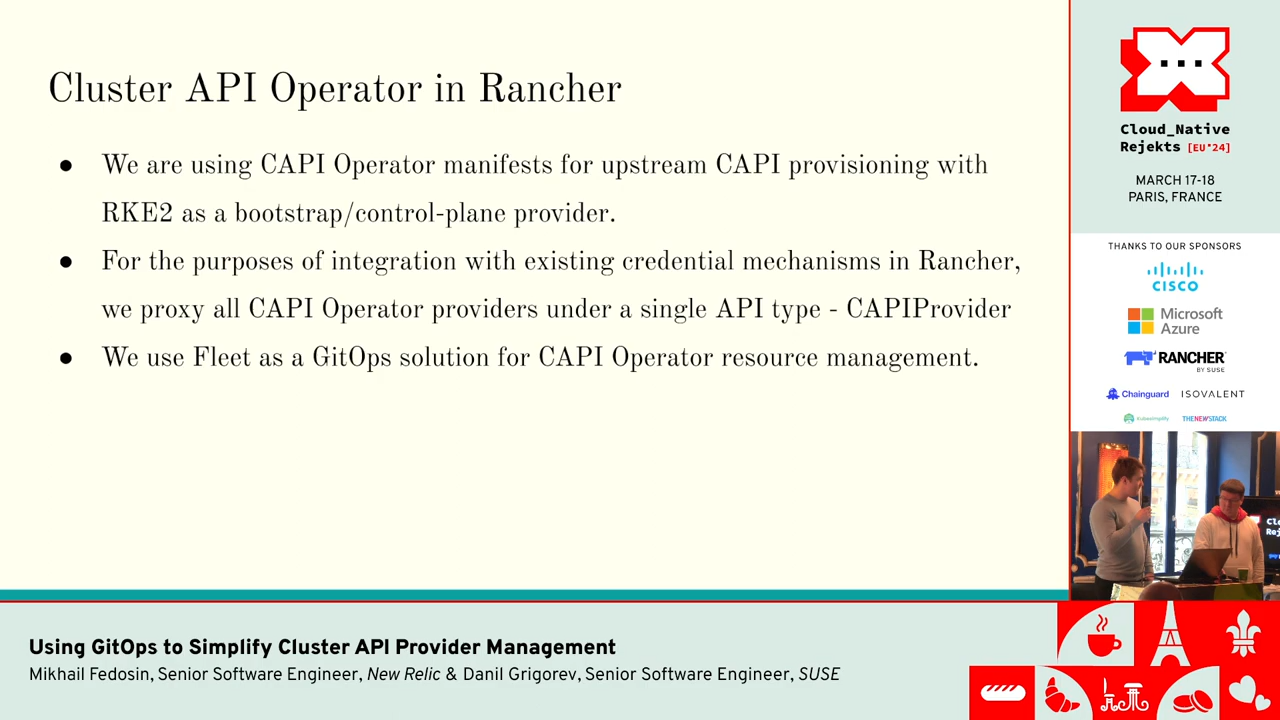 Cluster API Operator in Rancher
● We are using CAPI Operator manifests for upstream CAPI provisioning with
RKE2 as a bootstrap/control-plane provider.
● For the purposes of integration with existing credential mechanisms in Rancher,
we proxy all CAPI Operator providers under a single API type - CAPIProvider
● We use Fleet as a GitOps solution for CAPI Operator resource management.
Cloud_Native
Rejekts [EU'24]
MARCH 17-18
PARIS, FRANCE
THANKS TO OUR SPONSORS
CISCO
Microsoft
Azure
RANCHER
BY SUSE
Chainguard ISOVALENT
kubesimplify THENEWSTACK
Using GitOps to Simplify Cluster API Provider Management
Mikhail Fedosin, Senior Software Engineer, New Relic & Danil Grigorev, Senior Software Engineer, SUSE